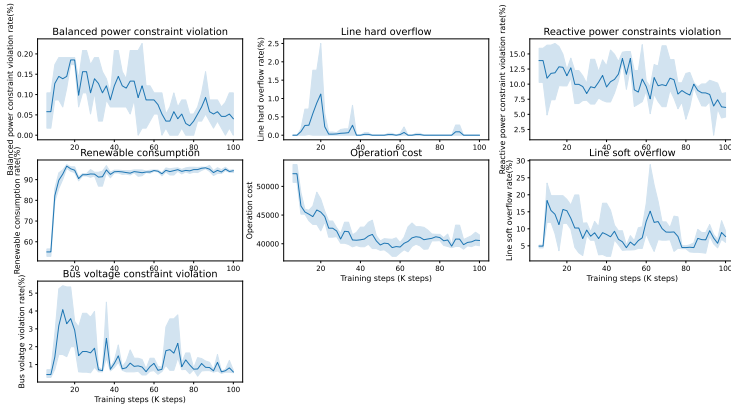 Balanced power constraint violation
Balanced power constraint violation rate(%)
0.20
0.15
0.10
0.05
0.00
20 40 60 80 100
Line hard overflow
Line hard overflow rate(%)
2.5
2.0
1.5
1.0
0.5
0.0
20 40 60 80 100
Reactive power constraints violation
Reactive power constraint violation rate(%)
15.0
12.5
10.0
7.5
5.0
2.5
20 40 60 80 100
Renewable consumption
Renewable consumption rate(%)
90
80
70
60
20 40 60 80 100
Operation cost
Operation cost
50000
45000
40000
20 40 60 80 100
Training steps (K steps)
Line soft overflow
Line soft overflow rate(%)
30
25
20
15
10
5
20 40 60 80 100
Training steps (K steps)
Bus voltage constraint violation
Bus volatge violation rate(%)
5
4
3
2
1
20 40 60 80 100
Training steps (K steps)